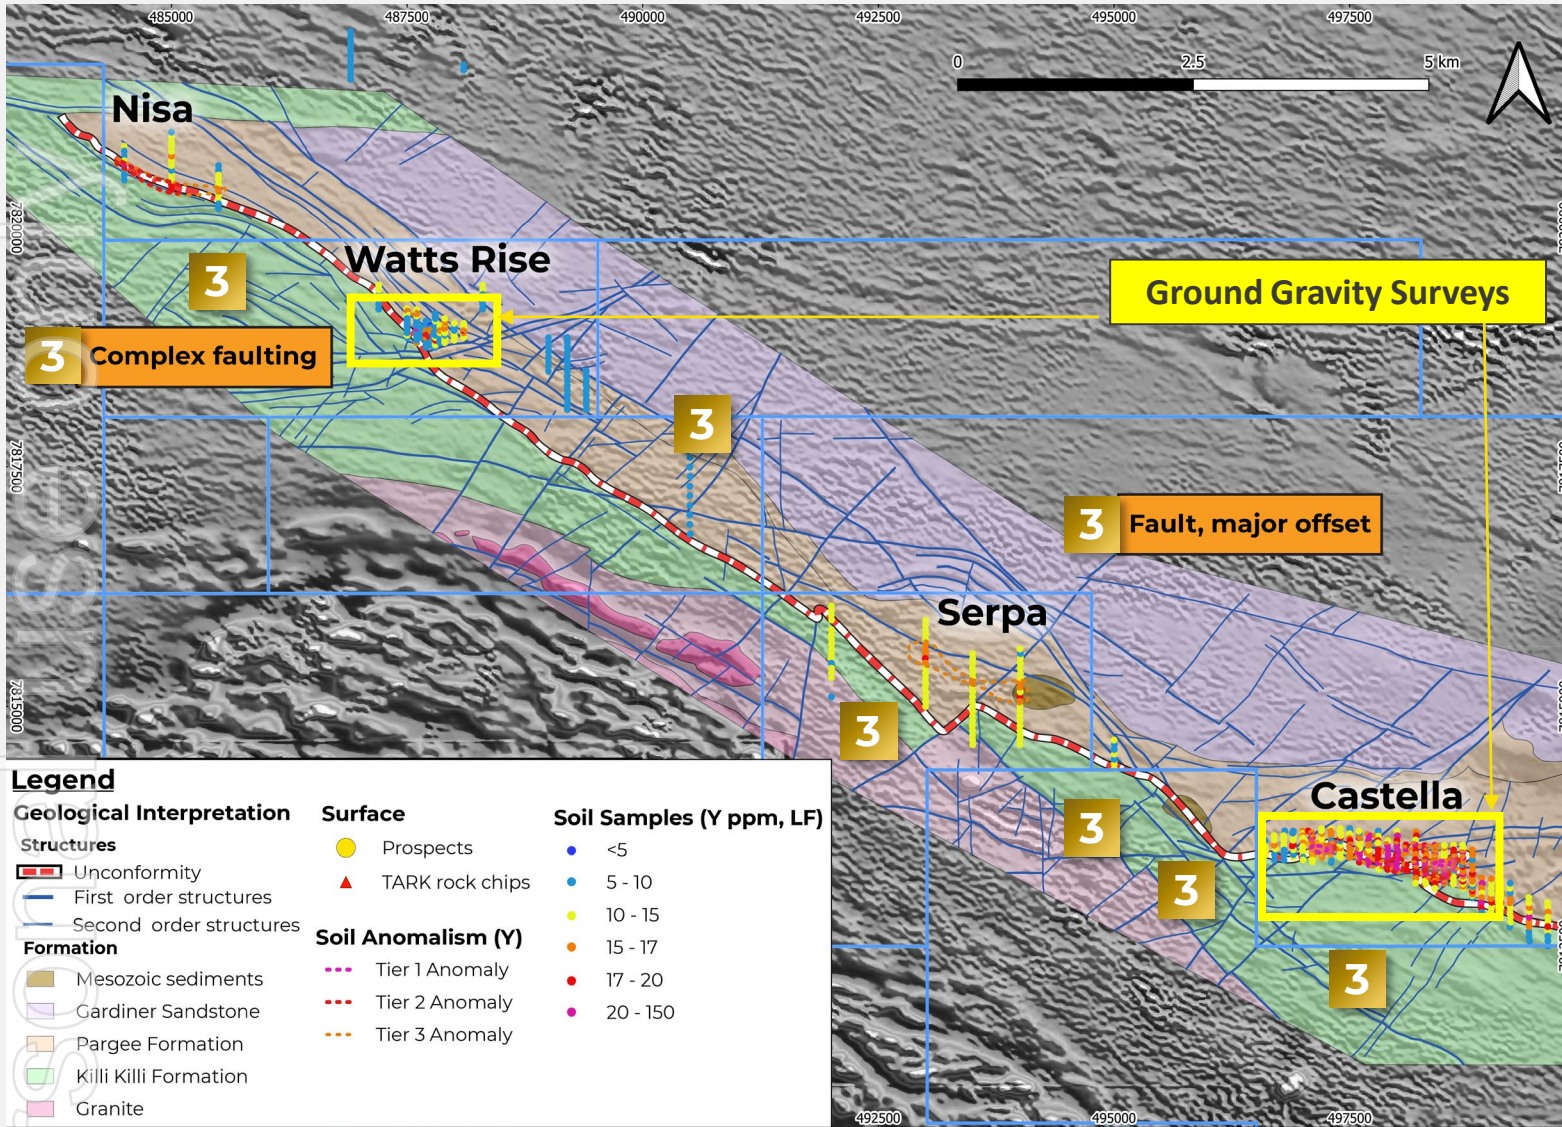 485000 487500 490000 492500 495000 497500
0 2.5 5 km
Nisa
7820000
Watts Rise
3
Ground Gravity Surveys
3 Complex faulting
3
7817500
3 Fault, major offset
Serpa
7815000
3
Castella
3
3
3
Legend
Geological Interpretation
Structures
Unconformity
First order structures
Second order structures
Formation
Mesozoic sediments
Gardiner Sandstone
Pargee Formation
Killi Killi Formation
Granite
Surface
Prospects
TARK rock chips
Soil Anomalism (Y)
Tier 1 Anomaly
Tier 2 Anomaly
Tier 3 Anomaly
Soil Samples (Y ppm, LF)
<5
5 - 10
10 - 15
15 - 17
17 - 20
20 - 150
492500 495000 497500